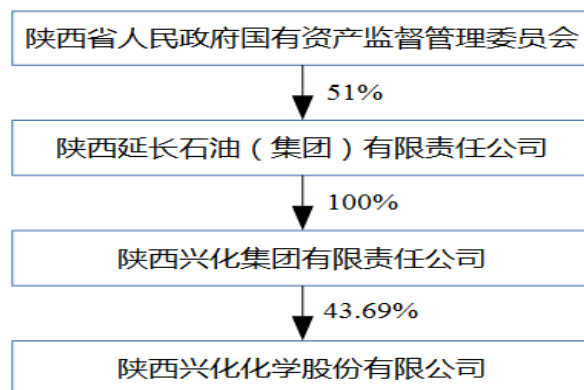 陕西省人民政府国有资产监督管理委员会
51%
陕西延长石油（集团）有限责任公司
100%
陕西兴化集团有限责任公司
43.69%
陕西兴化化学股份有限公司